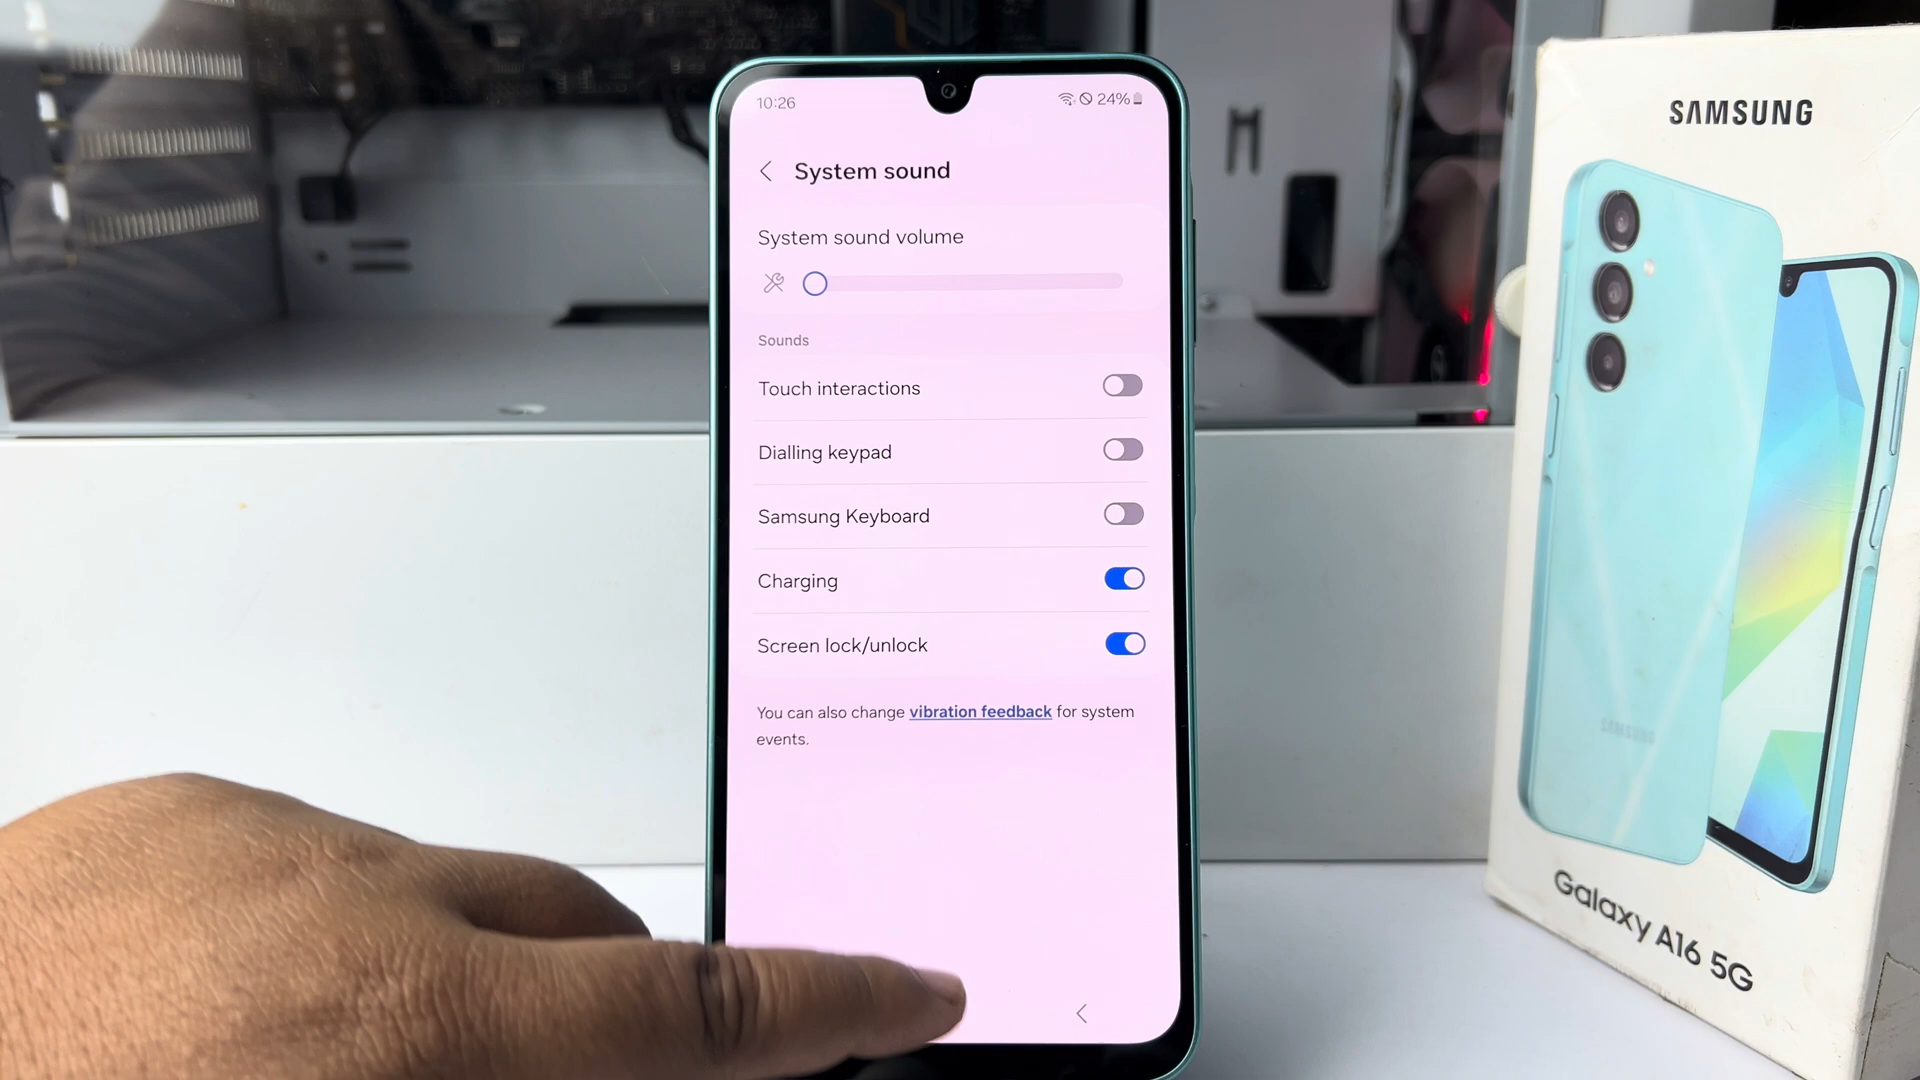 10:26
24%
System sound
System sound volume
Sounds
Touch interactions
Dialling keypad
Samsung Keyboard
Charging
Screen lock/unlock
You can also change vibration feedback for system
events.
SAMSUNG
SAMSUNG
Galaxy A16 5G